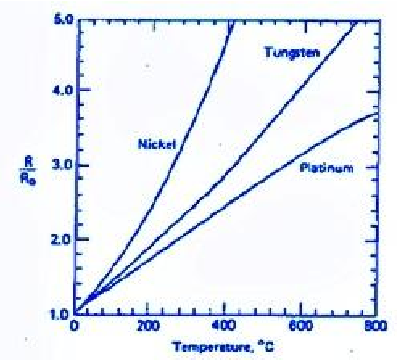 5.0
Tungsten
4.0
Nickel
R
R₀
3.0
Platinum
2.0
1.0
0 200 400 600 800
Temperature, °C